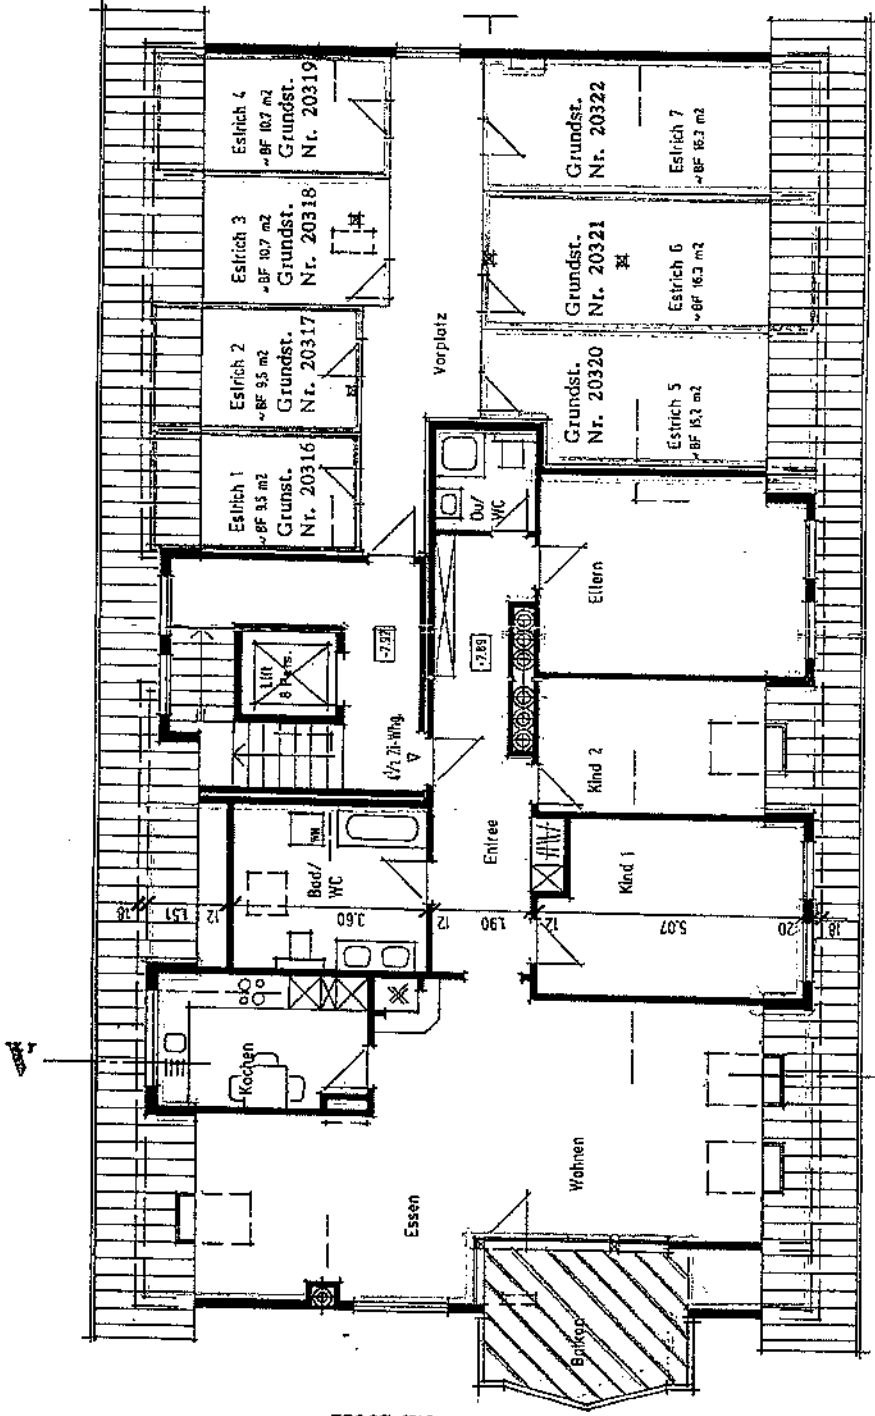 Estrich 4
~BF 10,7 m2
Grundst.
Nr. 20319
Estrich 3
~BF 10,7 m2
Grundst.
Nr. 20318
Estrich 2
~BF 9,5 m2
Grundst.
Nr. 20317
Estrich 1
~BF 9,5 m2
Grunst.
Nr. 20316
Grundst.
Nr. 20322
Estrich 7
~BF 16,3 m2
Grundst.
Nr. 20321
Estrich 6
~BF 16,3 m2
Grundst.
Nr. 20320
Estrich 5
~BF 15,2 m2
Vorplatz
Du/
WC
Eltern
Lift
8 Pers.
-7.92
-7.89
4½ Zi-Whg.
Kind 2
Kind 1
Entree
Bad/
WC
WM
18
1.51
12
3.60
12
1.90
12
5.07
20
18
Kochen
Essen
Wohnen
Balkon